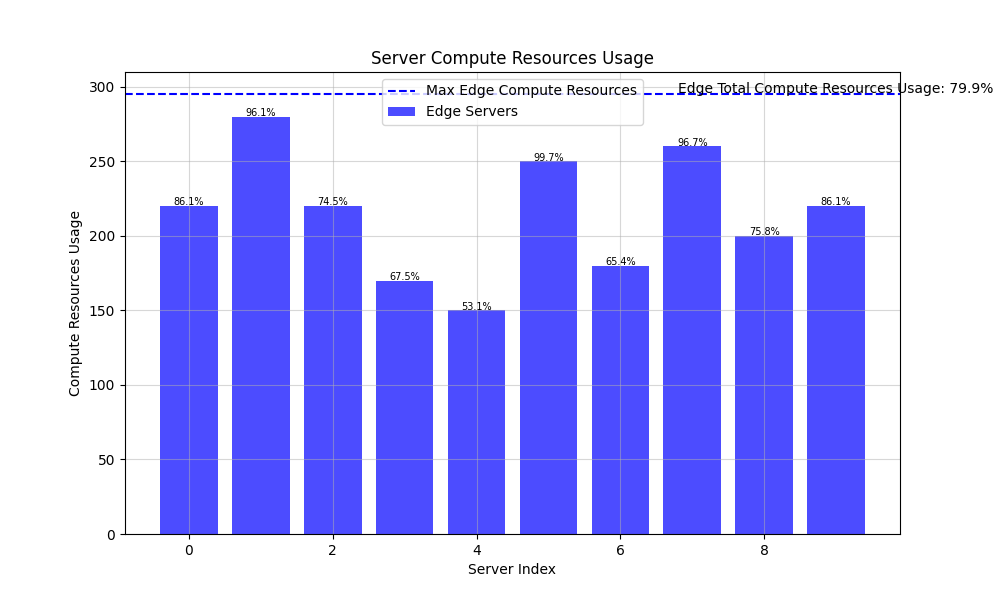 Server Compute Resources Usage
Max Edge Compute Resources
Edge Servers
Edge Total Compute Resources Usage: 79.9%
300
250
200
150
100
50
0
Compute Resources Usage
86.1%
96.1%
74.5%
67.5%
53.1%
99.7%
65.4%
96.7%
75.8%
86.1%
0 2 4 6 8
Server Index